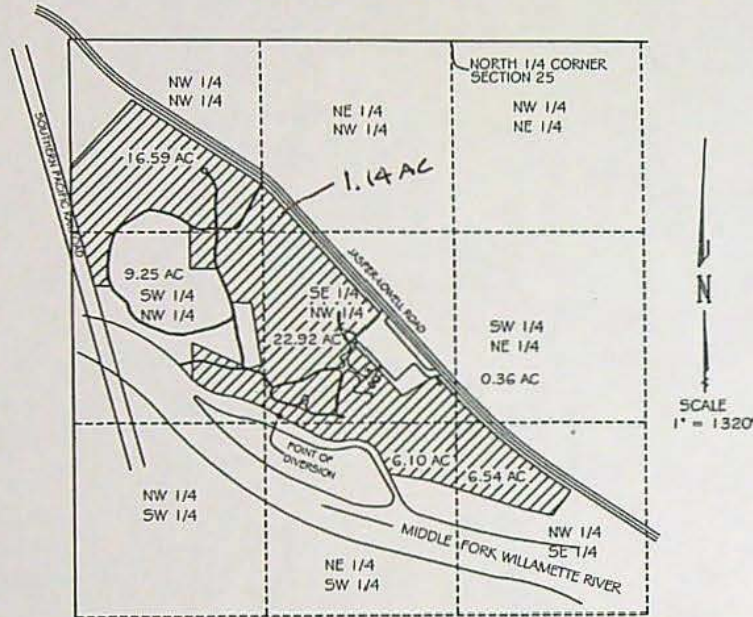 NORTH 1/4 CORNER
SECTION 25
NW 1/4
NW 1/4
NE 1/4
NW 1/4
NW 1/4
NE 1/4
SOUTHERN PACIFIC RAILROAD
16.59 AC
1.14 AC
JASPER-LOWELL ROAD
9.25 AC
SW 1/4
NW 1/4
SE 1/4
NW 1/4
22.92 AC
SW 1/4
NE 1/4
0.36 AC
N
SCALE
1" = 1320'
POINT OF
DIVERSION
6.10 AC
6.54 AC
NW 1/4
SW 1/4
NE 1/4
SW 1/4
NW 1/4
SE 1/4
MIDDLE FORK WILLAMETTE RIVER